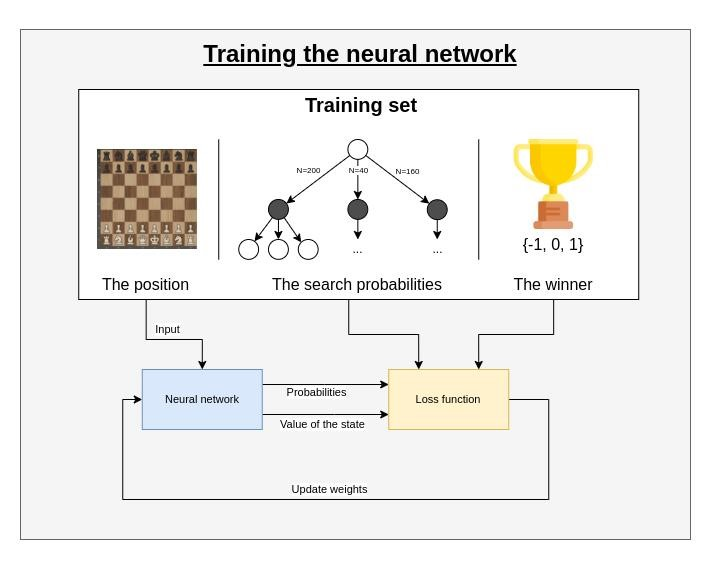 Training the neural network
Training set
N=200
N=40
N=160
...
...
{-1, 0, 1}
The position
The search probabilities
The winner
Input
Neural network
Probabilities
Value of the state
Loss function
Update weights